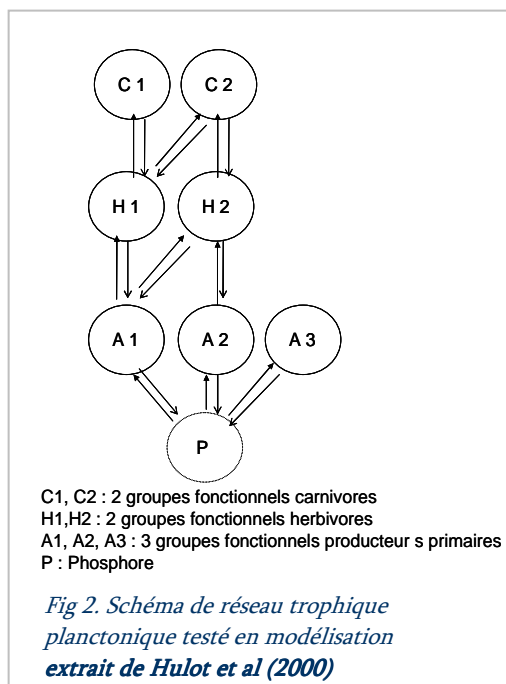 C 1 C 2
H 1 H 2
A 1 A 2 A 3
P
C1, C2 : 2 groupes fonctionnels carnivores
H1,H2 : 2 groupes fonctionnels herbivores
A1, A2, A3 : 3 groupes fonctionnels producteur s primaires
P : Phosphore
Fig 2. Schéma de réseau trophique
planctonique testé en modélisation
extrait de Hulot et al (2000)